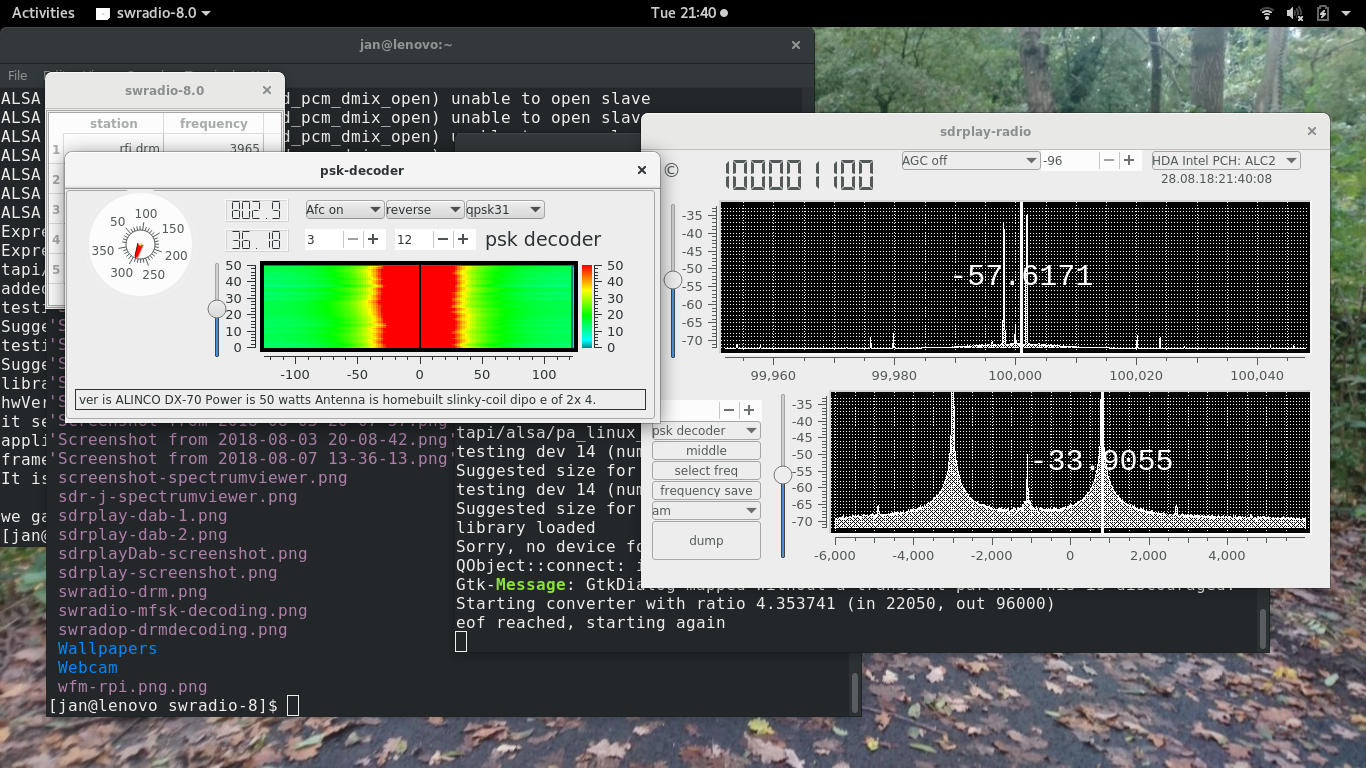 Activities swradio-8.0 Tue 21:40
jan@lenovo:~
File
ALSA
ALSA
ALSA
ALSA
ALSA
ALSA
ALSA
Expre
Expre
tapi/
added
testi
Sugge
testi
Sugge
libra
hwVer
it se
appli
frame
It is
we ga
[jan@
d_pcm_dmix_open) unable to open slave
d_pcm_dmix_open) unable to open slave
d_pcm_dmix_open)
swradio-8.0
station frequency
1 rfi drm 3965
2
3
4
5
psk-decoder
50 100 150 200 250 300 350
802.9
36.18
Afc on reverse qpsk31
3 12 psk decoder
50 40 30 20 10 0
50 40 30 20 10 0
-100 -50 0 50 100
ver is ALINCO DX-70 Power is 50 watts Antenna is homebuilt slinky-coil dipo e of 2x 4.
'Screenshot from 2018-08-03 20-08-42.png'
'Screenshot from 2018-08-07 13-36-13.png'
screenshot-spectrumviewer.png
sdr-j-spectrumviewer.png
sdrplay-dab-1.png
sdrplay-dab-2.png
sdrplayDab-screenshot.png
sdrplay-screenshot.png
swradio-drm.png
swradio-mfsk-decoding.png
swradop-drmdecoding.png
Wallpapers
Webcam
wfm-rpi.png.png
[jan@lenovo swradio-8]$
tapi/alsa/pa_linux_
testing dev 14 (num
Suggested size for
testing dev 14 (num
Suggested size for
library loaded
Sorry, no device fo
QObject::connect: i
Gtk-Message: GtkDialog mapped without a transient parent. This is discouraged.
Starting converter with ratio 4.353741 (in 22050, out 96000)
eof reached, starting again
sdrplay-radio
© 100001100 AGC off -96 HDA Intel PCH: ALC2
28.08.18:21:40:08
-35
-40
-45
-50
-55
-60
-65
-70
-57.6171
99,960 99,980 100,000 100,020 100,040
psk decoder
middle
select freq
frequency save
am
dump
-35
-40
-45
-50
-55
-60
-65
-70
-33.9055
-6,000 -4,000 -2,000 0 2,000 4,000